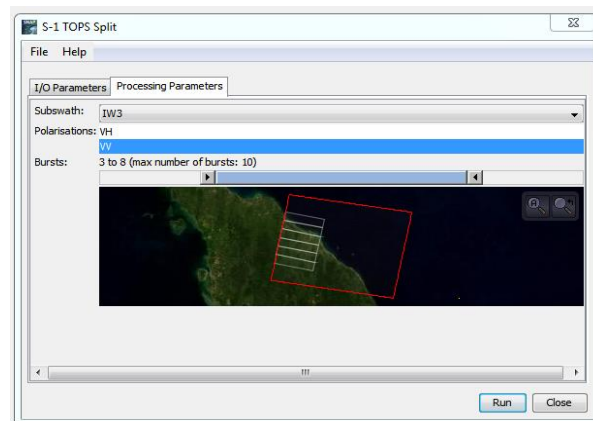 S-1 TOPS Split
File Help
I/O Parameters Processing Parameters
Subswath: IW3
Polarisations: VH
VV
Bursts: 3 to 8 (max number of bursts: 10)
Run Close